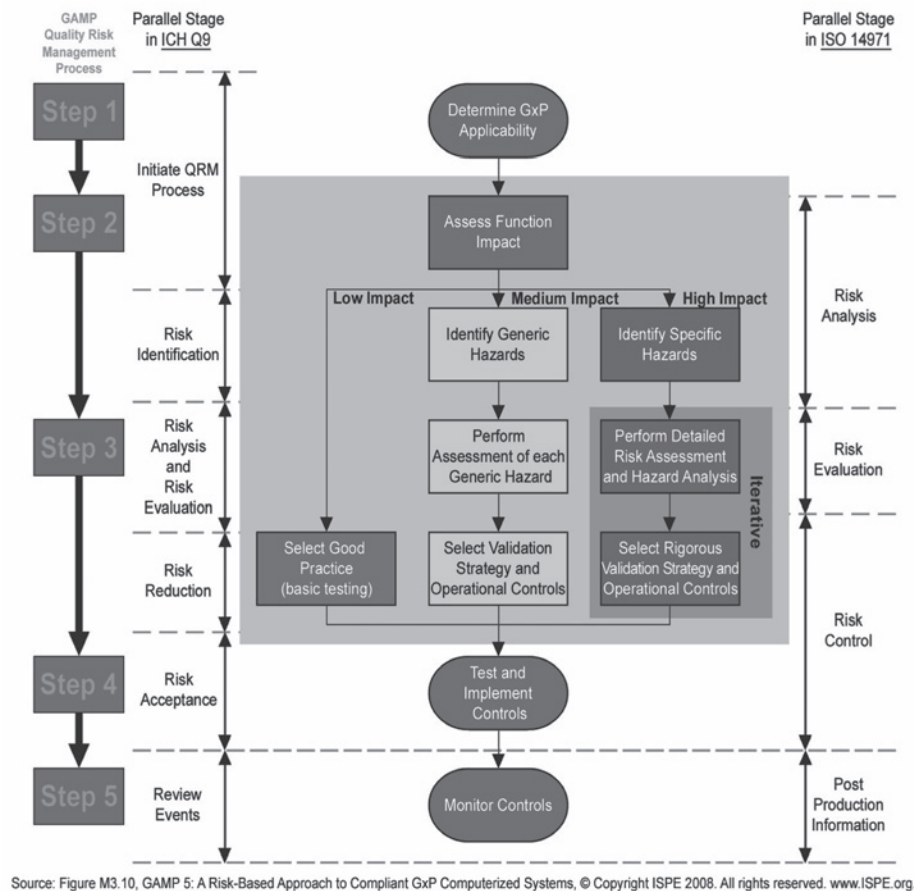 GAMP
Quality Risk
Management
Process
Parallel Stage
in ICH Q9
Parallel Stage
in ISO 14971
Step 1
Determine GxP
Applicability
Initiate QRM
Process
Step 2
Assess Function
Impact
Low Impact
Medium Impact
High Impact
Risk
Analysis
Risk
Identification
Identify Generic
Hazards
Identify Specific
Hazards
Step 3
Risk
Analysis
and
Risk
Evaluation
Perform
Assessment of each
Generic Hazard
Perform Detailed
Risk Assessment
and Hazard Analysis
Iterative
Risk
Evaluation
Risk
Reduction
Select Good
Practice
(basic testing)
Select Validation
Strategy and
Operational Controls
Select Rigorous
Validation Strategy and
Operational Controls
Risk
Control
Step 4
Risk
Acceptance
Test and
Implement
Controls
Step 5
Review
Events
Monitor Controls
Post
Production
Information
Source: Figure M3.10, GAMP 5: A Risk-Based Approach to Compliant GxP Computerized Systems, © Copyright ISPE 2008. All rights reserved. www.ISPE.org.